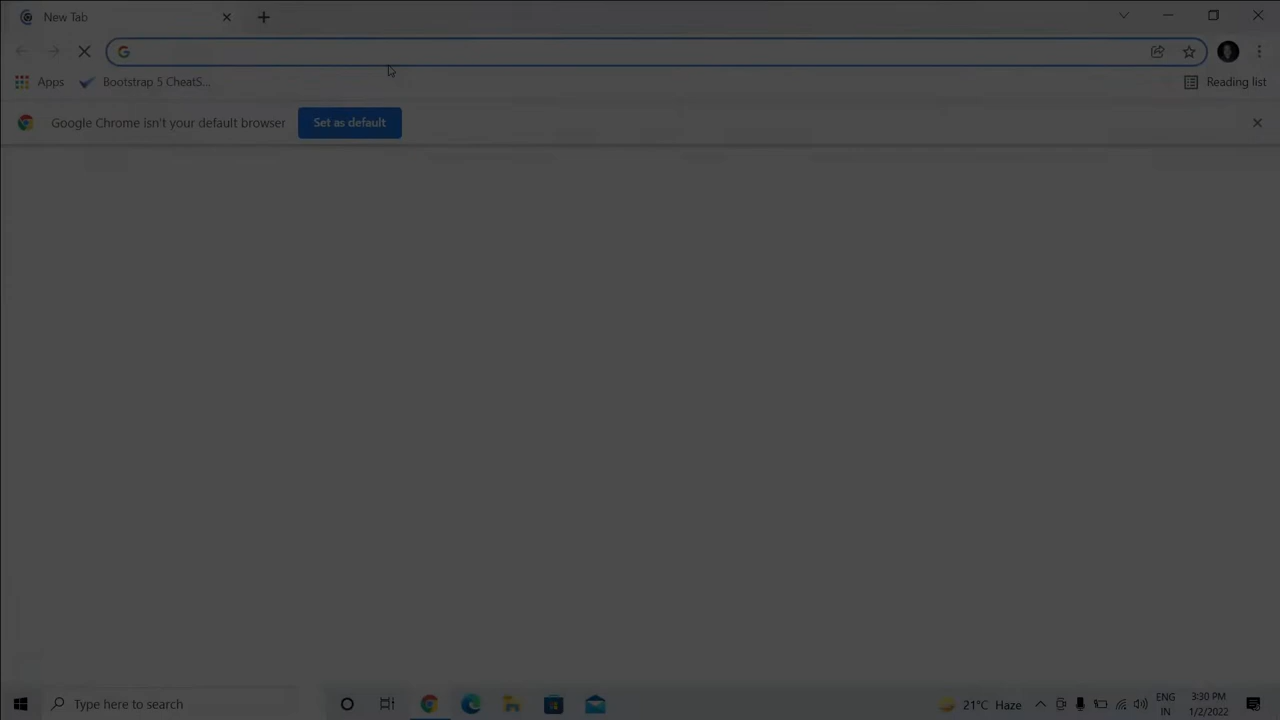 New Tab
Apps
Bootstrap 5 CheatS...
Reading list
Google Chrome isn't your default browser
Set as default
Type here to search
21°C Haze
ENG
IN
3:30 PM
1/2/2022